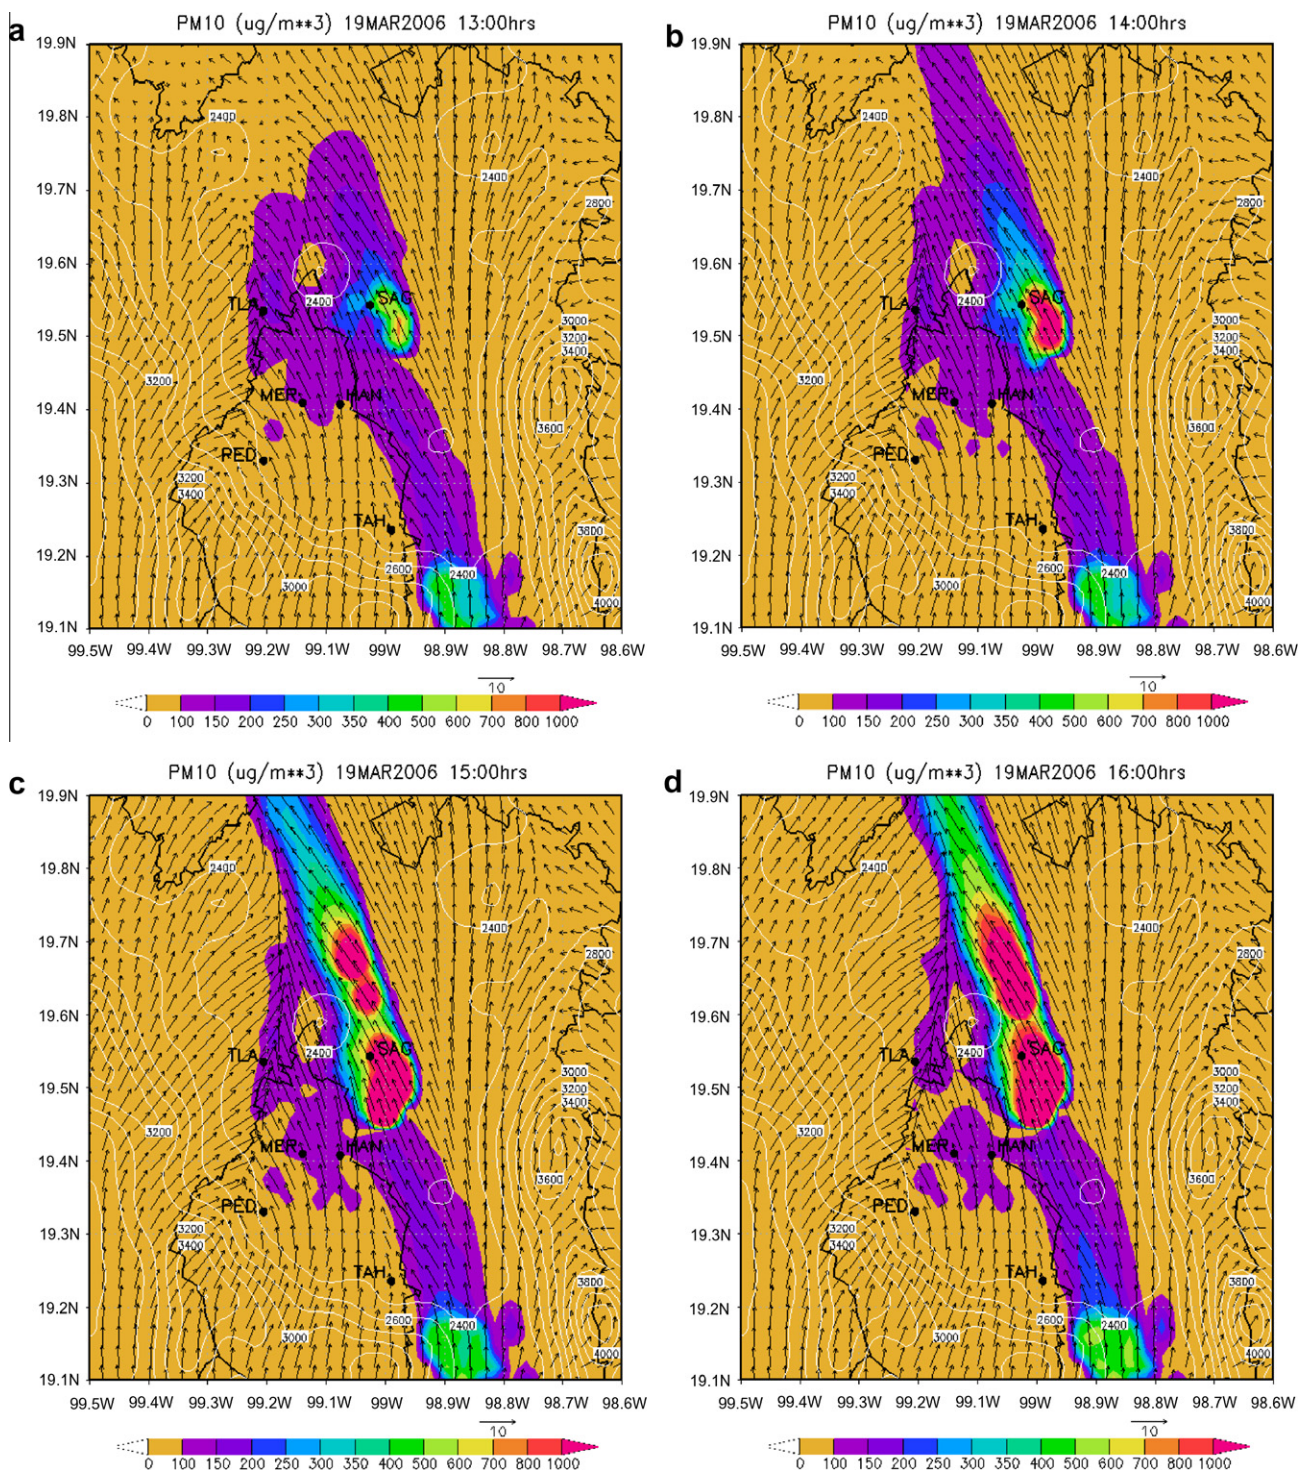 a
PM10 (ug/m**3) 19MAR2006 13:00hrs
19.9N
19.8N
19.7N
19.6N
19.5N
19.4N
19.3N
19.2N
19.1N
2400
2400
2800
2400
TLA
SAG
3000
3200
3400
3200
MER
HAN
3600
PED
3200
3400
TAH
3800
2600
2400
3000
4000
99.5W 99.4W 99.3W 99.2W 99.1W 99W 98.9W 98.8W 98.7W 98.6W
10
0 100 150 200 250 300 350 400 500 600 700 800 1000
b
PM10 (ug/m**3) 19MAR2006 14:00hrs
19.9N
19.8N
19.7N
19.6N
19.5N
19.4N
19.3N
19.2N
19.1N
2400
2400
2800
2400
TLA
SAG
3000
3200
3400
3200
MER
HAN
3600
PED
3200
3400
TAH
3800
2600
2400
3000
4000
99.5W 99.4W 99.3W 99.2W 99.1W 99W 98.9W 98.8W 98.7W 98.6W
10
0 100 150 200 250 300 350 400 500 600 700 800 1000
c
PM10 (ug/m**3) 19MAR2006 15:00hrs
19.9N
19.8N
19.7N
19.6N
19.5N
19.4N
19.3N
19.2N
19.1N
2400
2400
2800
2400
TLA
SAG
3000
3200
3400
3200
MER
HAN
3600
PED
3200
3400
TAH
3800
2600
2400
3000
4000
99.5W 99.4W 99.3W 99.2W 99.1W 99W 98.9W 98.8W 98.7W 98.6W
10
0 100 150 200 250 300 350 400 500 600 700 800 1000
d
PM10 (ug/m**3) 19MAR2006 16:00hrs
19.9N
19.8N
19.7N
19.6N
19.5N
19.4N
19.3N
19.2N
19.1N
2400
2400
2800
2400
TLA
SAG
3000
3200
3400
3200
MER
HAN
3600
PED
3200
3400
TAH
3800
2600
2400
3000
4000
99.5W 99.4W 99.3W 99.2W 99.1W 99W 98.9W 98.8W 98.7W 98.6W
10
0 100 150 200 250 300 350 400 500 600 700 800 1000